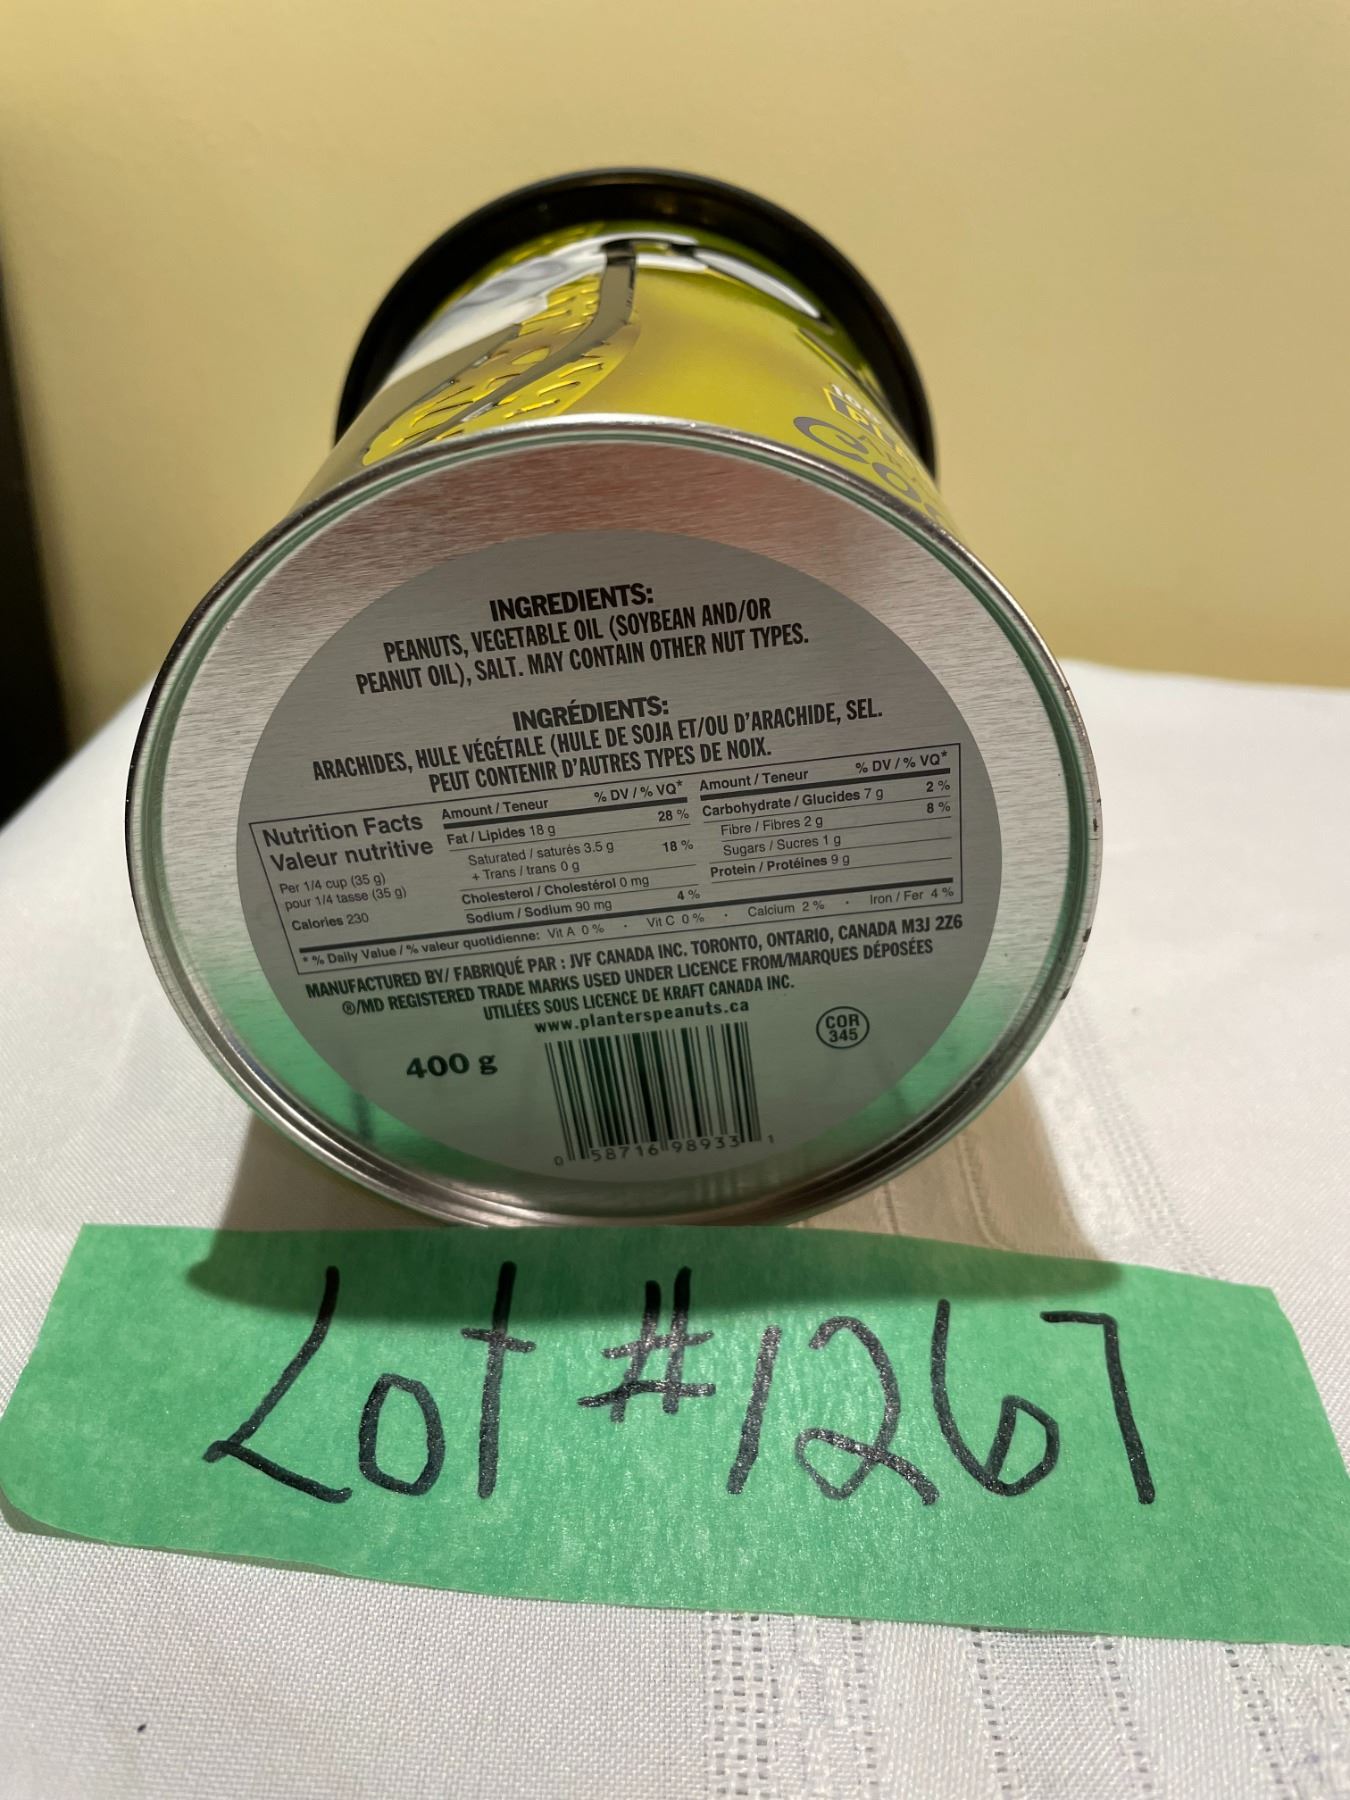 100
INGREDIENTS:
PEANUTS, VEGETABLE OIL (SOYBEAN AND/OR
PEANUT OIL), SALT. MAY CONTAIN OTHER NUT TYPES.
INGRÉDIENTS:
ARACHIDES, HULE VÉGÉTALE (HULE DE SOJA ET/OU D'ARACHIDE, SEL.
PEUT CONTENIR D'AUTRES TYPES DE NOIX.
Nutrition Facts
Valeur nutritive
Per 1/4 cup (35 g)
pour 1/4 tasse (35 g)
Calories 230
Amount / Teneur % DV / % VQ*
Fat / Lipides 18 g 28 %
Saturated / saturés 3.5 g 18 %
+ Trans / trans 0 g
Cholesterol / Cholestérol 0 mg
Sodium / Sodium 90 mg 4 %
Amount / Teneur % DV / % VQ*
Carbohydrate / Glucides 7 g 2 %
Fibre / Fibres 2 g 8 %
Sugars / Sucres 1 g
Protein / Protéines 9 g
* % Daily Value / % valeur quotidienne: Vit A 0 % · Vit C 0 % · Calcium 2 % · Iron / Fer 4 %
MANUFACTURED BY/ FABRIQUÉ PAR : JVF CANADA INC. TORONTO, ONTARIO, CANADA M3J 2Z6
®/MD REGISTERED TRADE MARKS USED UNDER LICENCE FROM/MARQUES DÉPOSÉES
UTILIÉES SOUS LICENCE DE KRAFT CANADA INC.
www.planterspeanuts.ca
COR
345
400 g
0 58716 98933 1
Lot #1267